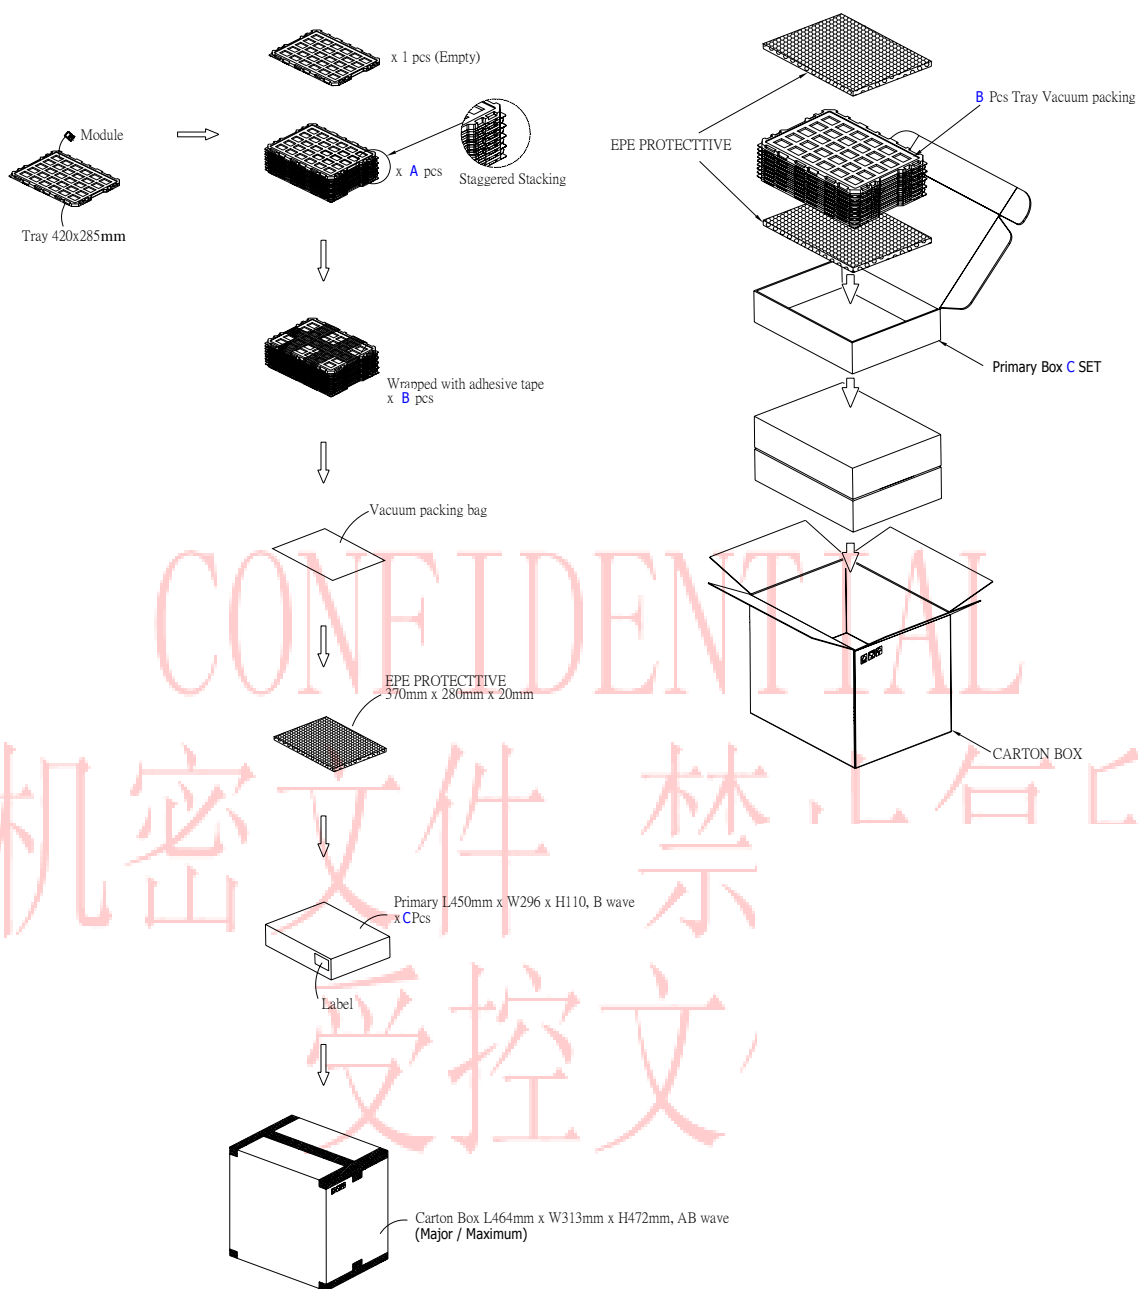 x 1 pcs (Empty)
Module
Tray 420x285mm
x A pcs
Staggered Stacking
Wrapped with adhesive tape
x B pcs
Vacuum packing bag
EPE PROTECTTIVE
370mm x 280mm x 20mm
Primary L450mm x W296 x H110, B wave
x C Pcs
Label
Carton Box L464mm x W313mm x H472mm, AB wave
(Major / Maximum)
B Pcs Tray Vacuum packing
EPE PROTECTTIVE
Primary Box C SET
CARTON BOX
CONFIDENTIAL
机密文件 禁止
受控文